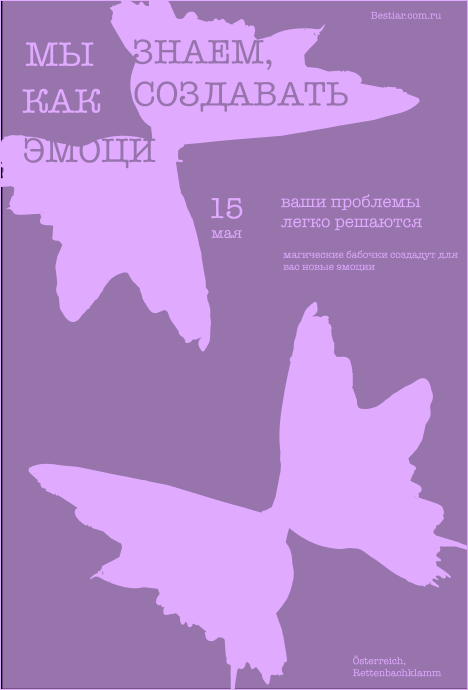 Bestiar.com.ru
МЫ ЗНАЕМ,
КАК СОЗДАВАТЬ
ЭМОЦИ
15
мая
ваши проблемы
легко решаются
магические бабочки создадут для
вас новые эмоции
Österreich,
Rettenbachklamm